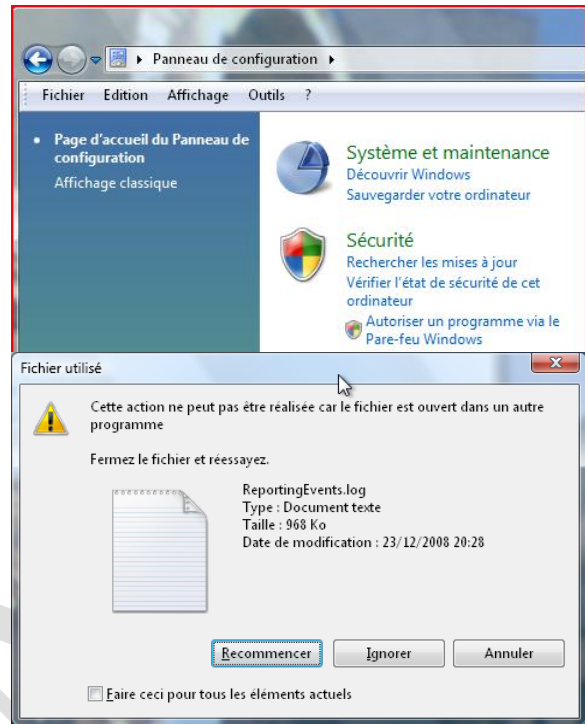 Panneau de configuration
Fichier Edition Affichage Outils ?
Page d'accueil du Panneau de
configuration
Affichage classique
Système et maintenance
Découvrir Windows
Sauvegarder votre ordinateur
Sécurité
Rechercher les mises à jour
Vérifier l'état de sécurité de cet
ordinateur
Autoriser un programme via le
Pare-feu Windows
Fichier utilisé
Cette action ne peut pas être réalisée car le fichier est ouvert dans un autre
programme
Fermez le fichier et réessayez.
ReportingEvents.log
Type : Document texte
Taille : 968 Ko
Date de modification : 23/12/2008 20:28
Recommencer Ignorer Annuler
Faire ceci pour tous les éléments actuels